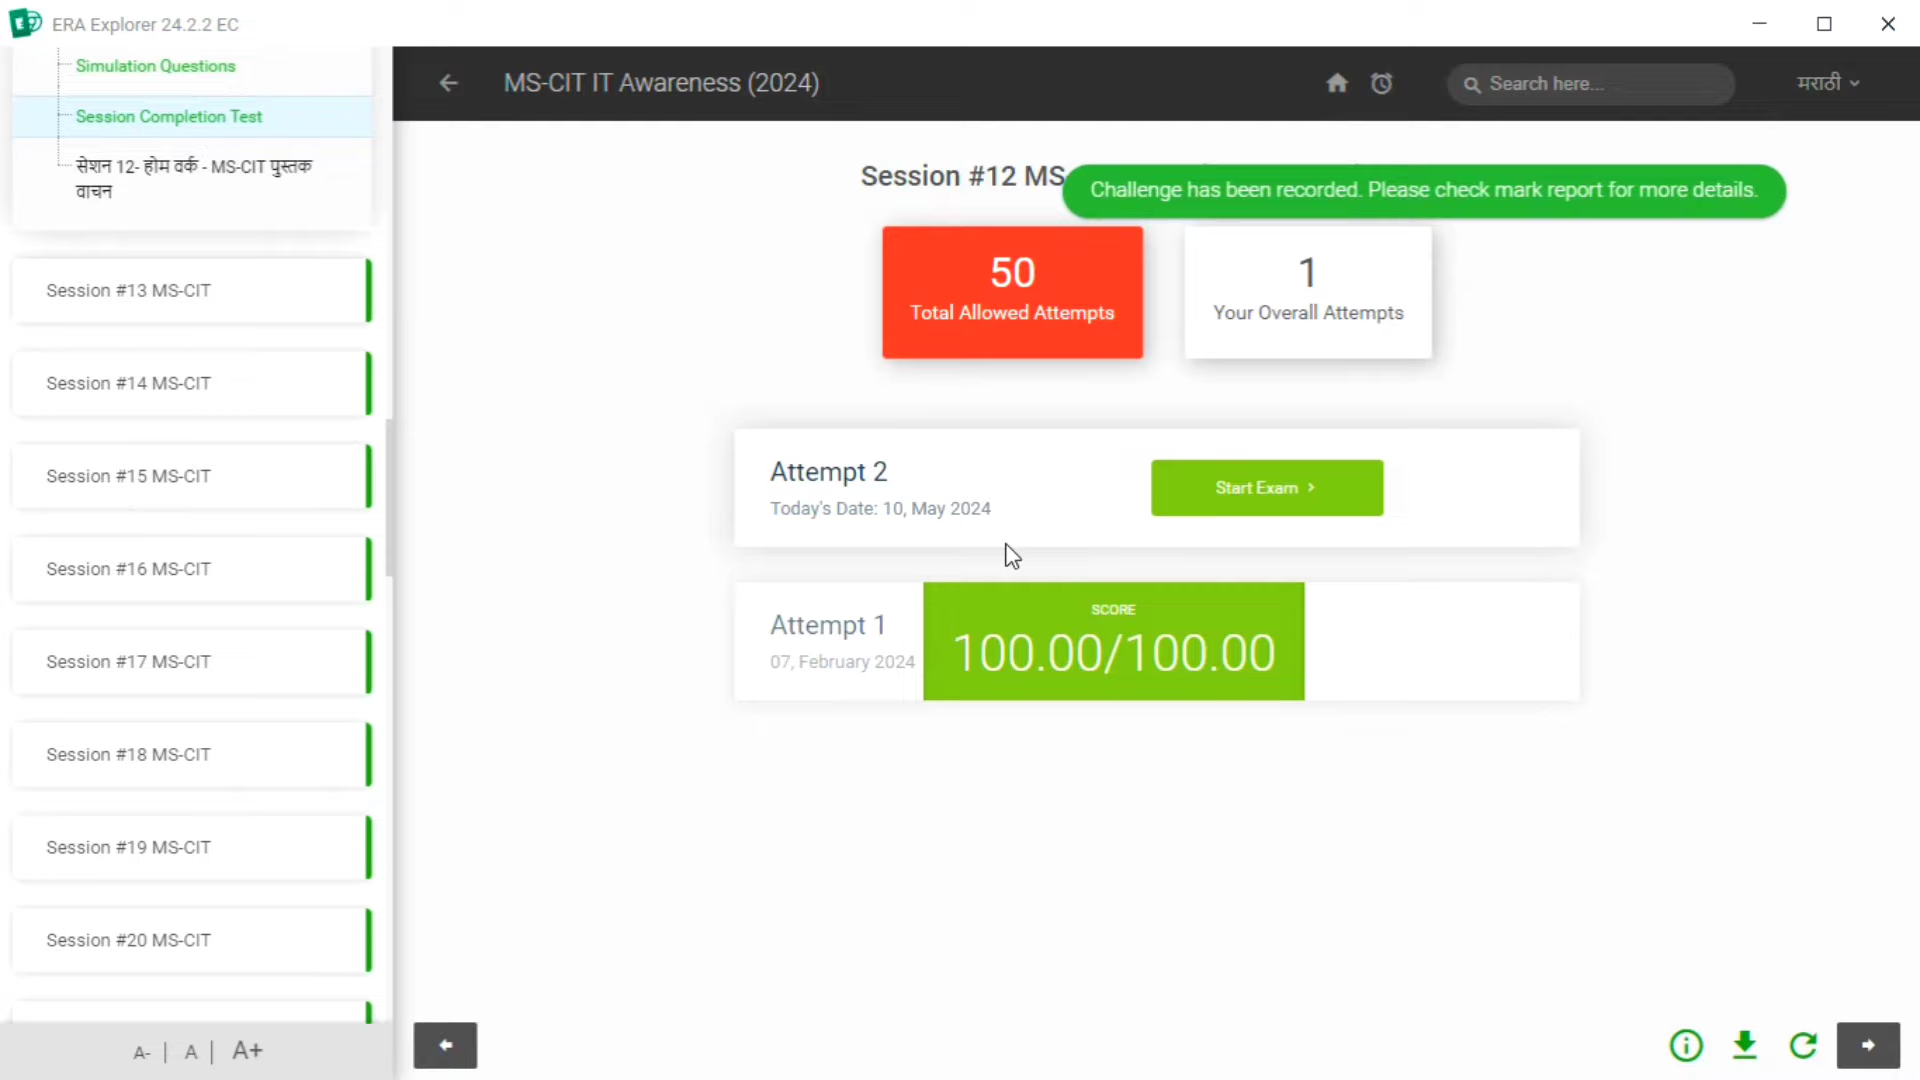 ERA Explorer 24.2.2 EC
Simulation Questions
Session Completion Test
सेशन 12- होम वर्क - MS-CIT पुस्तक
वाचन
Session #13 MS-CIT
Session #14 MS-CIT
Session #15 MS-CIT
Session #16 MS-CIT
Session #17 MS-CIT
Session #18 MS-CIT
Session #19 MS-CIT
Session #20 MS-CIT
A- | A | A+
MS-CIT IT Awareness (2024)
Search here...
मराठी
Session #12 MS-
Challenge has been recorded. Please check mark report for more details.
50
Total Allowed Attempts
1
Your Overall Attempts
Attempt 2
Today's Date: 10, May 2024
Start Exam
Attempt 1
07, February 2024
SCORE
100.00/100.00